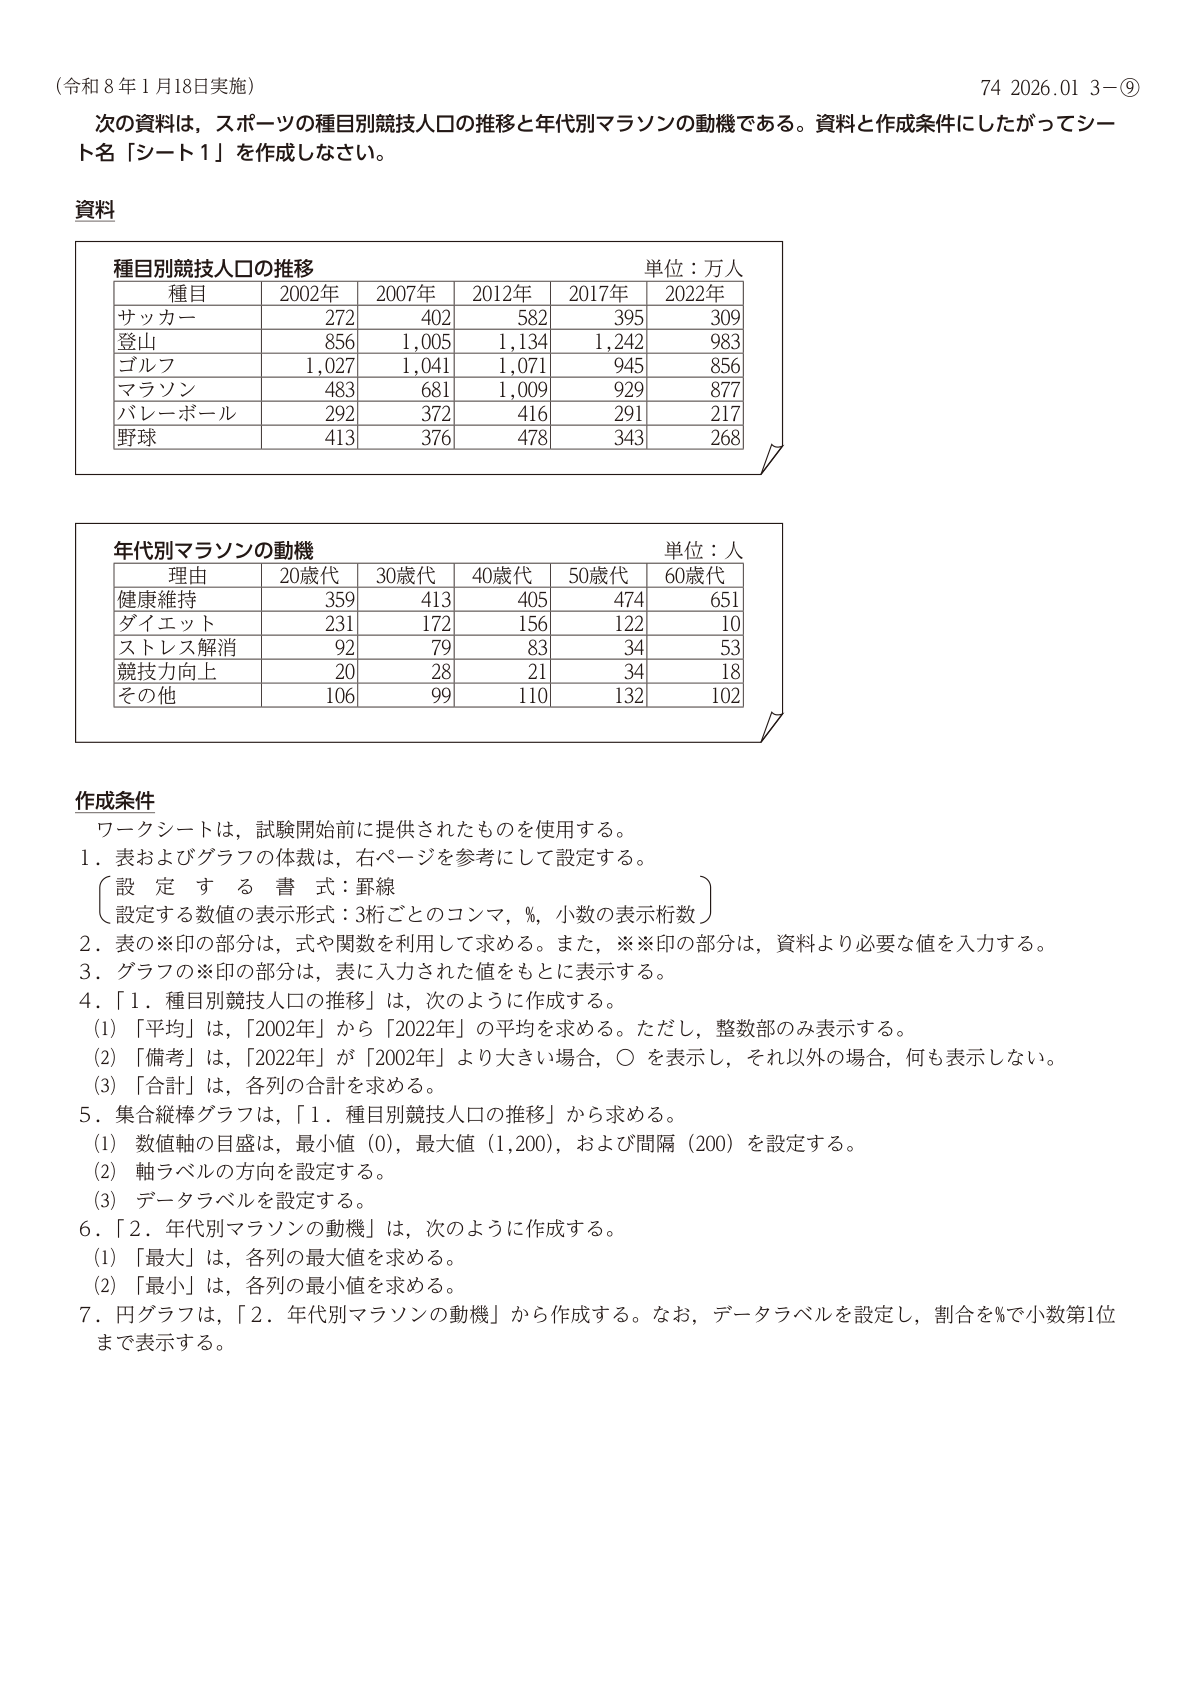 （令和８年１月18日実施）
74 2026.01 3－⑨
次の資料は，スポーツの種目別競技人口の推移と年代別マラソンの動機である。資料と作成条件にしたがってシー
ト名「シート１」を作成しなさい。
資料
種目別競技人口の推移 単位：万人
種目 2002年 2007年 2012年 2017年 2022年
サッカー 272 402 582 395 309
登山 856 1,005 1,134 1,242 983
ゴルフ 1,027 1,041 1,071 945 856
マラソン 483 681 1,009 929 877
バレーボール 292 372 416 291 217
野球 413 376 478 343 268
年代別マラソンの動機 単位：人
理由 20歳代 30歳代 40歳代 50歳代 60歳代
健康維持 359 413 405 474 651
ダイエット 231 172 156 122 10
ストレス解消 92 79 83 34 53
競技力向上 20 28 21 34 18
その他 106 99 110 132 102
作成条件
ワークシートは，試験開始前に提供されたものを使用する。
１．表およびグラフの体裁は，右ページを参考にして設定する。
設定する書式：罫線
設定する数値の表示形式：3桁ごとのコンマ，%，小数の表示桁数
２．表の※印の部分は，式や関数を利用して求める。また，※※印の部分は，資料より必要な値を入力する。
３．グラフの※印の部分は，表に入力された値をもとに表示する。
４．「１．種目別競技人口の推移」は，次のように作成する。
⑴ 「平均」は，「2002年」から「2022年」の平均を求める。ただし，整数部のみ表示する。
⑵ 「備考」は，「2022年」が「2002年」より大きい場合，〇 を表示し，それ以外の場合，何も表示しない。
⑶ 「合計」は，各列の合計を求める。
５．集合縦棒グラフは，「１．種目別競技人口の推移」から求める。
⑴ 数値軸の目盛は，最小値（0），最大値（1,200），および間隔（200）を設定する。
⑵ 軸ラベルの方向を設定する。
⑶ データラベルを設定する。
６．「２．年代別マラソンの動機」は，次のように作成する。
⑴ 「最大」は，各列の最大値を求める。
⑵ 「最小」は，各列の最小値を求める。
７．円グラフは，「２．年代別マラソンの動機」から作成する。なお，データラベルを設定し，割合を%で小数第1位
まで表示する。